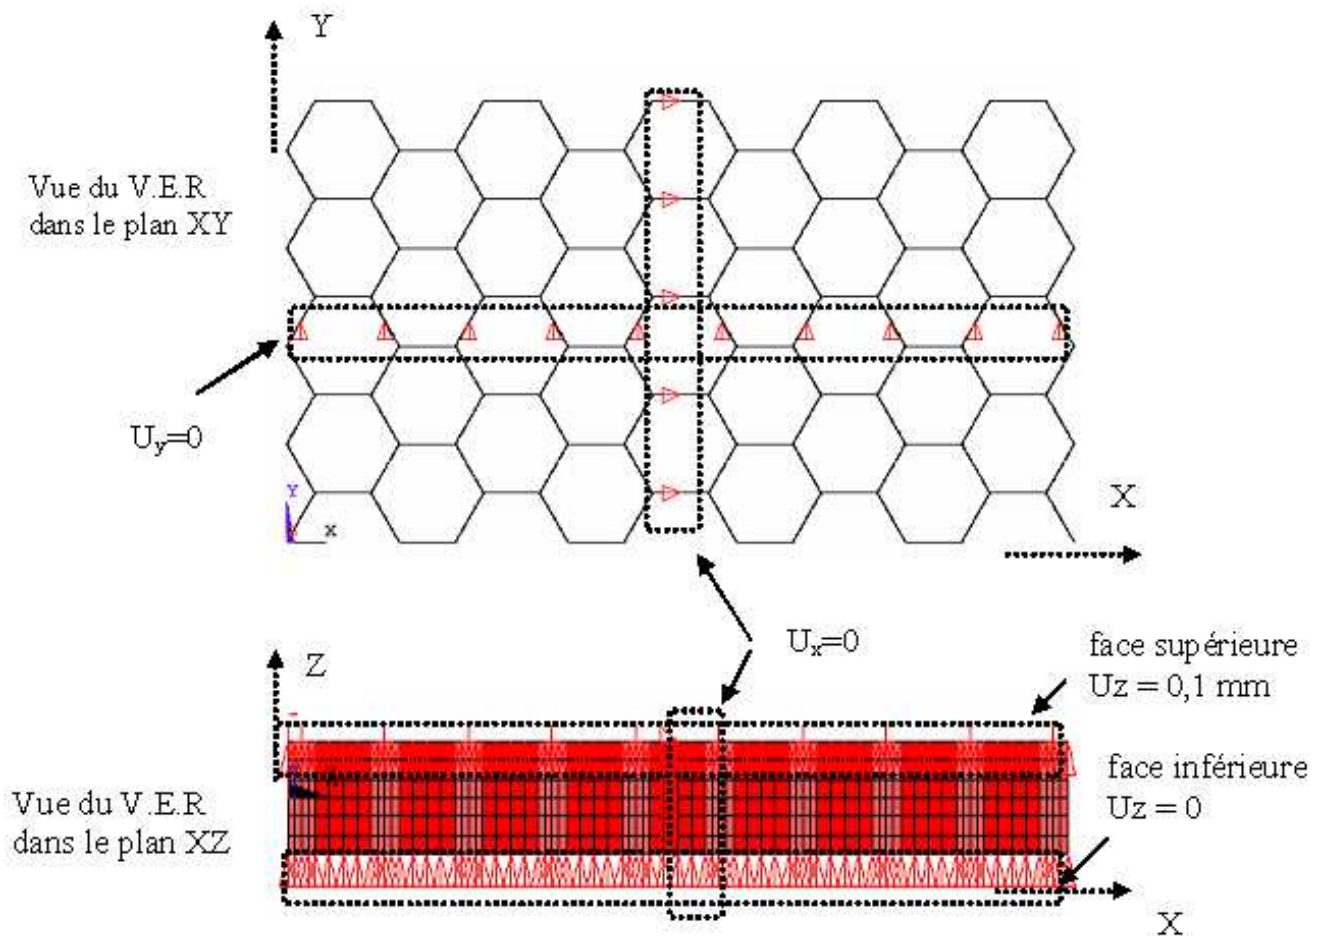 Y
Vue du V.E.R
dans le plan XY
Uy=0
Y
x
X
Ux=0
Z
face supérieure
Uz = 0,1 mm
face inférieure
Uz = 0
Vue du V.E.R
dans le plan XZ
X